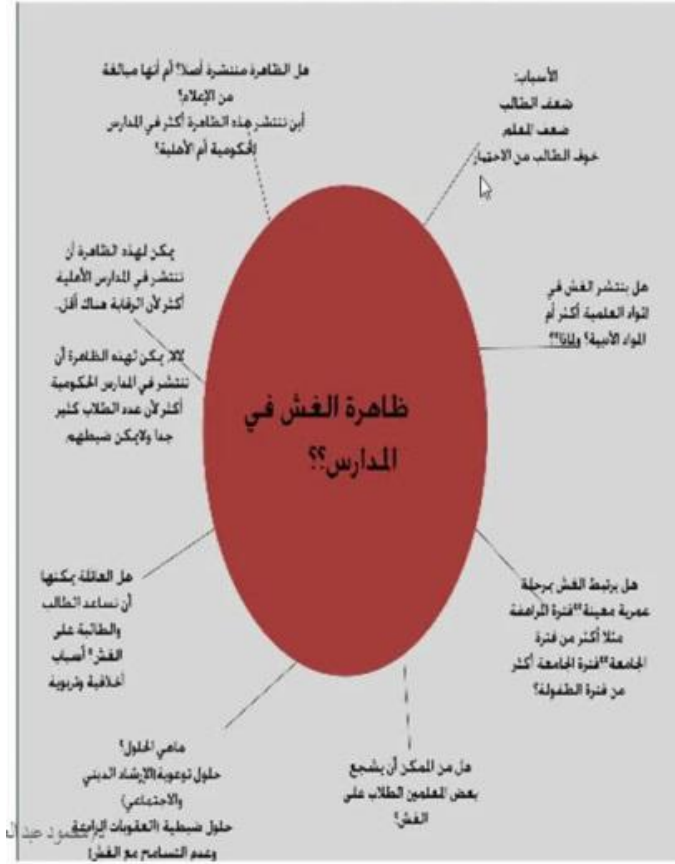 الأسباب:
ضعف الطالب
ضعف المعلم
خوف الطالب من الاختبار
هل الظاهرة منتشرة أصلا؟ أم أنها مبالغة
من الإعلام؟
أين تنتشر هذه الظاهرة أكثر في المدارس
الحكومية أم الأهلية؟
هل ينتشر الغش في
المواد العلمية أكثر أم
المواد الأدبية؟ ولماذا؟؟
يمكن لهذه الظاهرة أن
تنتشر في المدارس الأهلية
أكثر لأن الرقابة هناك أقل.
لالا. يمكن لهذه الظاهرة أن
تنتشر في المدارس الحكومية
أكثر لأن عدد الطلاب كثير
جدا ولايمكن ضبطهم.
ظاهرة الغش في
المدارس؟؟
هل يرتبط الغش بمرحلة
عمرية معينة؟؟فترة المراهقة
مثلا أكثر من فترة
الجامعة؟؟فترة الجامعة أكثر
من فترة الطفولة؟
هل العائلة يمكنها
أن تساعد الطالب
والطالبة على
الغش؟ أسباب
أخلاقية وتربوية
هل من الممكن أن يشجع
بعض المعلمين الطلاب على
الغش؟
ماهي الحلول؟
حلول توعوية(الإرشاد الديني
والاجتماعي)
حلول ضبطية (العقوبات الرادعة
وعدم التسامح مع الغش)
محمود عبد